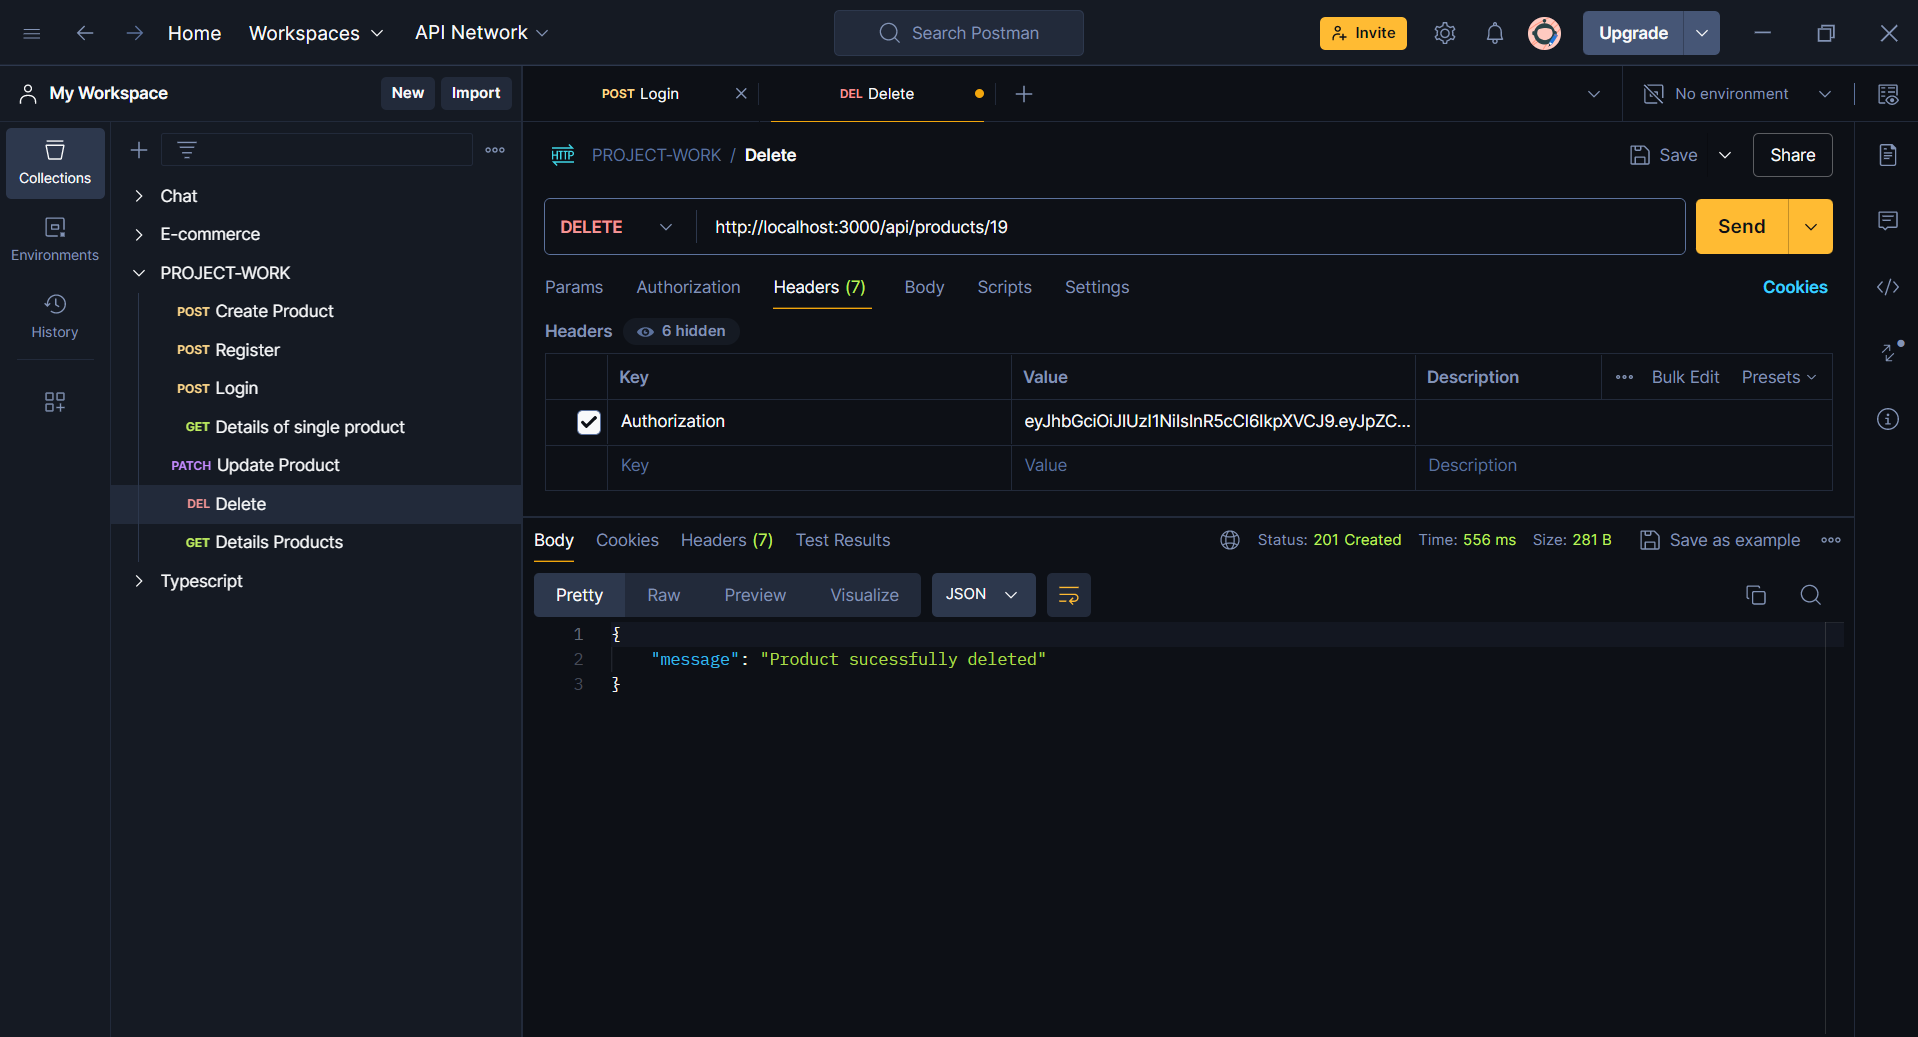 Home Workspaces API Network Search Postman Invite Upgrade
My Workspace New Import POST Login DEL Delete No environment
Collections
Environments
History
Chat
E-commerce
PROJECT-WORK
POST Create Product
POST Register
POST Login
GET Details of single product
PATCH Update Product
DEL Delete
GET Details Products
Typescript
HTTP PROJECT-WORK / Delete Save Share
DELETE http://localhost:3000/api/products/19 Send
Params Authorization Headers (7) Body Scripts Settings Cookies
Headers 6 hidden
Key Value Description Bulk Edit Presets
Authorization eyJhbGciOiJIUzI1NiIsInR5cCI6IkpXVCJ9.eyJpZC...
Key Value Description
Body Cookies Headers (7) Test Results Status: 201 Created Time: 556 ms Size: 281 B Save as example
Pretty Raw Preview Visualize JSON
1 {
2 "message": "Product sucessfully deleted"
3 }